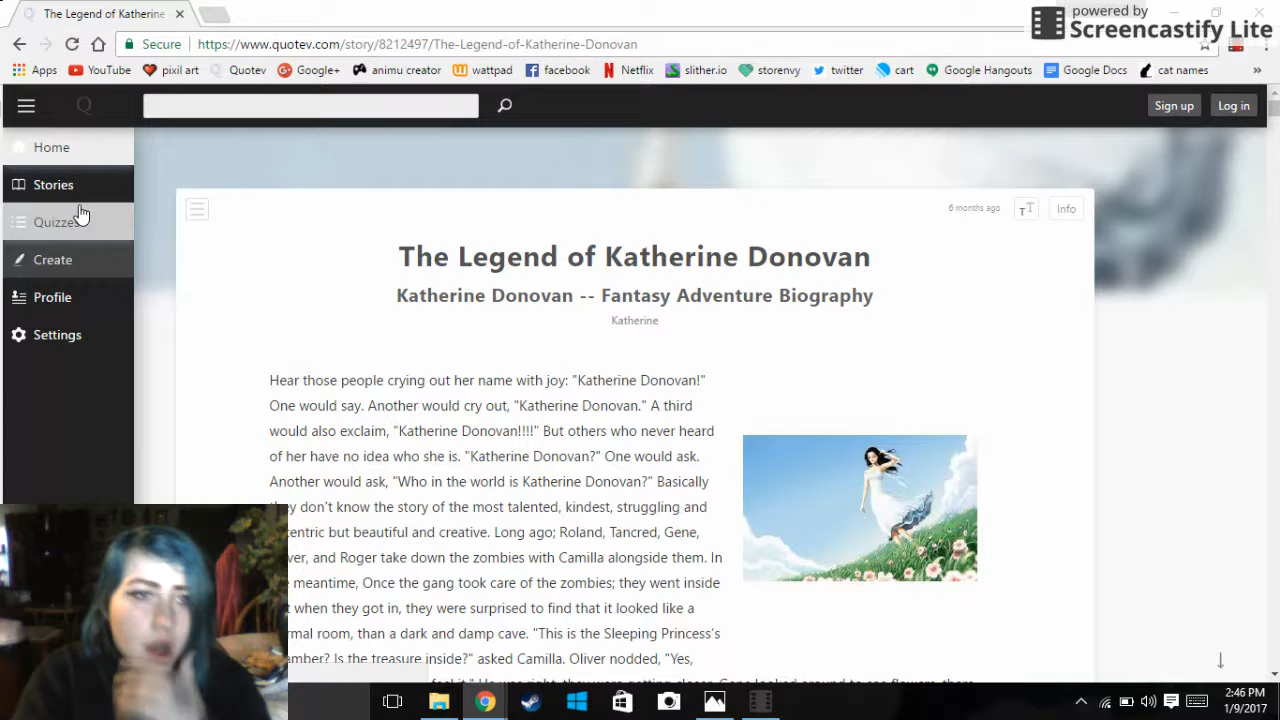 The Legend of Katherine
powered by
Screencastify Lite
Secure
https://www.quotev.com/story/8212497/The-Legend-of-Katherine-Donovan
Apps YouTube pixil art Quotev Google+ animu creator wattpad facebook Netflix slither.io storenvy twitter cart Google Hangouts Google Docs cat names »
Q
Sign up Log in
Home
Stories
Create
Profile
Settings
6 months ago TT Info
The Legend of Katherine Donovan
Katherine Donovan -- Fantasy Adventure Biography
Katherine
Hear those people crying out her name with joy: "Katherine Donovan!"
One would say. Another would cry out, "Katherine Donovan." A third
would also exclaim, "Katherine Donovan!!!!" But others who never heard
of her have no idea who she is. "Katherine Donovan?" One would ask.
Another would ask, "Who in the world is Katherine Donovan?" Basically
don't know the story of the most talented, kindest, struggling and
but beautiful and creative. Long ago; Roland, Tancred, Gene,
and Roger take down the zombies with Camilla alongside them. In
meantime, Once the gang took care of the zombies; they went inside
when they got in, they were surprised to find that it looked like a
room, than a dark and damp cave. "This is the Sleeping Princess's
Is the treasure inside?" asked Camilla. Oliver nodded, "Yes,
2:46 PM
1/9/2017